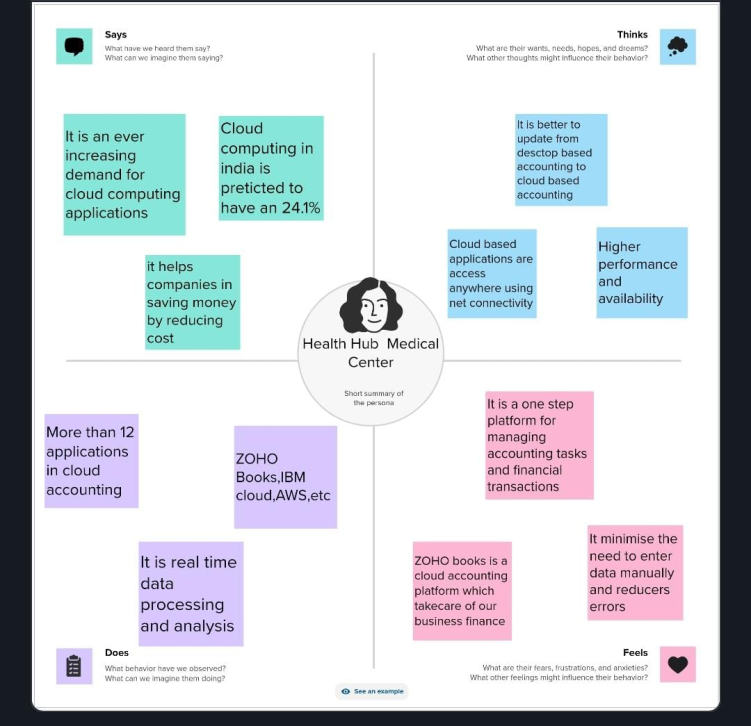 Says
What have we heard them say?
What can we imagine them saying?
Thinks
What are their wants, needs, hopes, and dreams?
What other thoughts might influence their behavior?
It is an ever
increasing
demand for
cloud computing
applications
Cloud
computing in
india is
preticted to
have an 24.1%
it helps
companies in
saving money
by reducing
cost
It is better to
update from
desctop based
accounting to
cloud based
accounting
Cloud based
applications are
access
anywhere using
net connectivity
Higher
performance
and
availability
Health Hub Medical
Center
Short summary of
the persona
More than 12
applications
in cloud
accounting
ZOHO
Books,IBM
cloud,AWS,etc
It is real time
data
processing
and analysis
It is a one step
platform for
managing
accounting tasks
and financial
transactions
ZOHO books is a
cloud accounting
platform which
takecare of our
business finance
It minimise the
need to enter
data manually
and reducers
errors
Does
What behavior have we observed?
What can we imagine them doing?
Feels
What are their fears, frustrations, and anxieties?
What other feelings might influence their behavior?
See an example